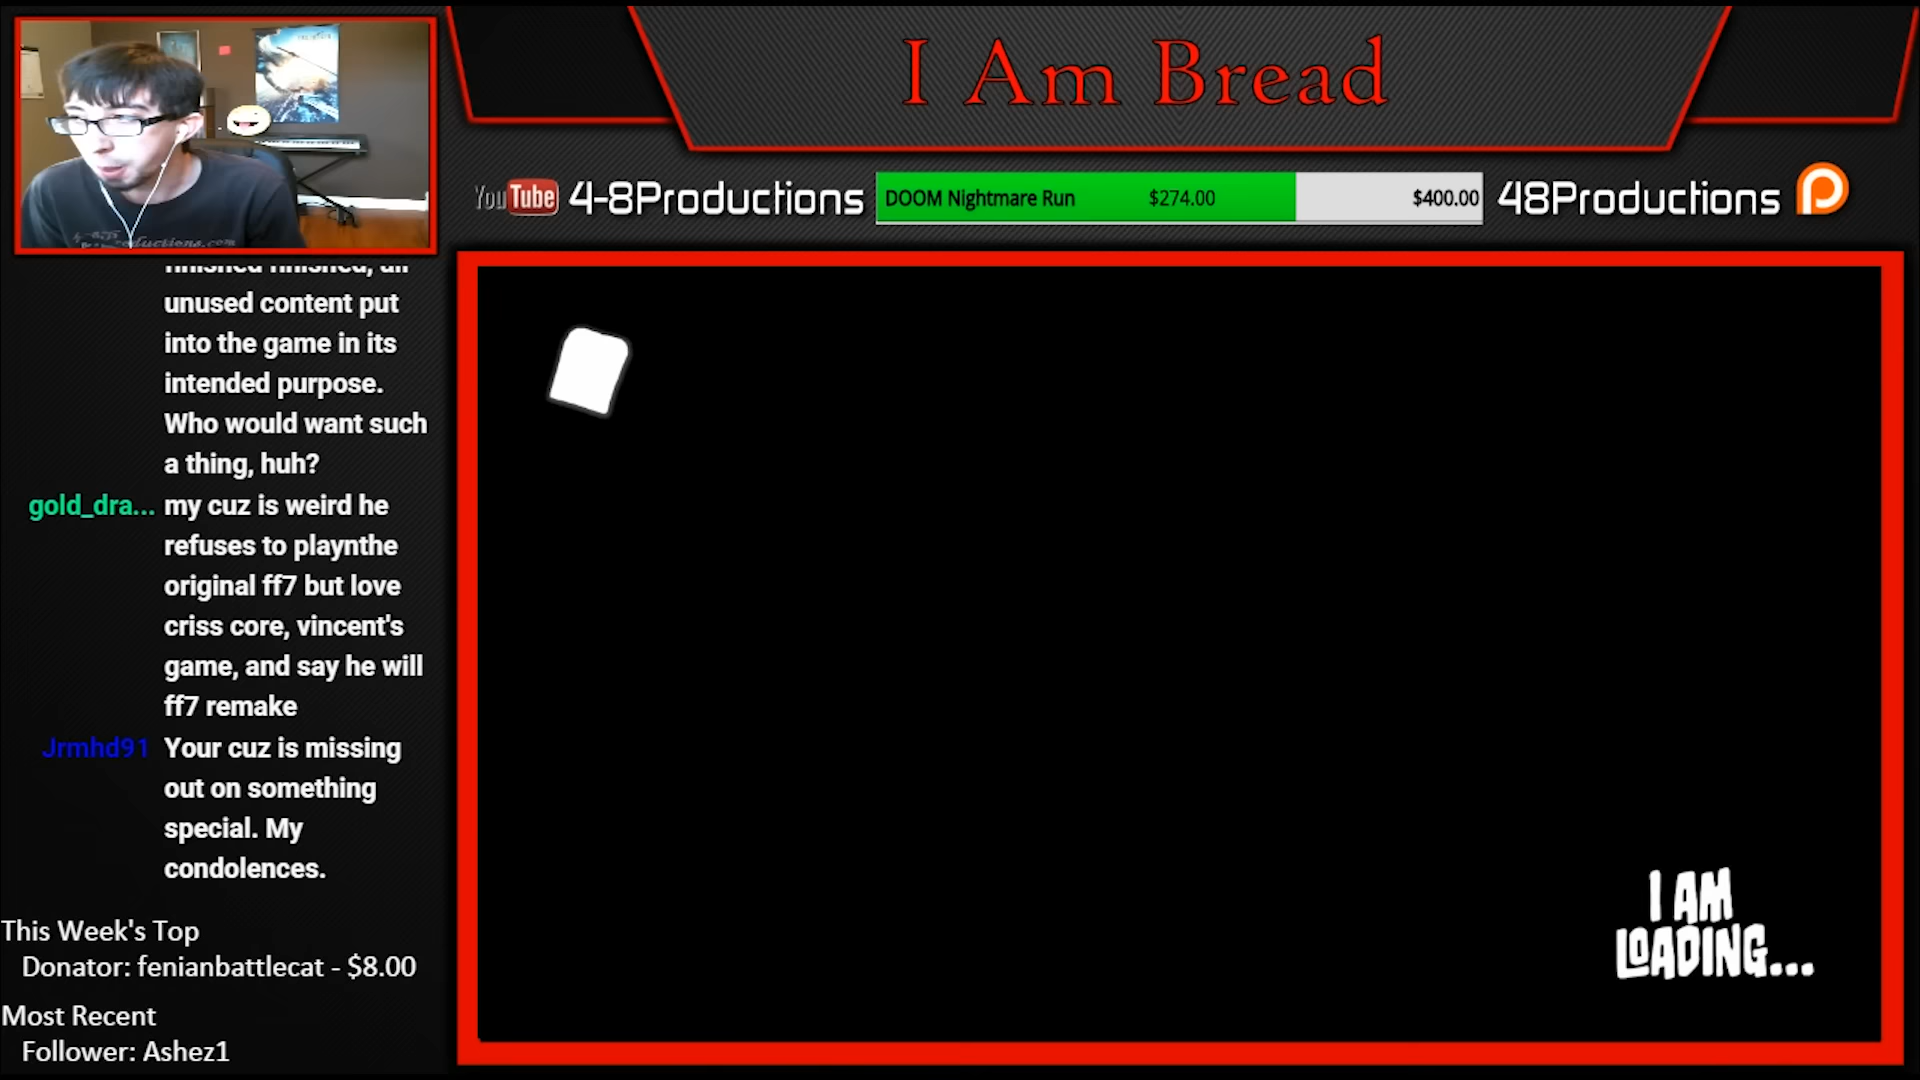 I Am Bread
YouTube 4-8Productions
DOOM Nightmare Run $274.00 $400.00
48Productions
unused content put
into the game in its
intended purpose.
Who would want such
a thing, huh?
gold_dra... my cuz is weird he
refuses to playnthe
original ff7 but love
criss core, vincent's
game, and say he will
ff7 remake
Jrmhd91 Your cuz is missing
out on something
special. My
condolences.
This Week's Top
Donator: fenianbattlecat - $8.00
Most Recent
Follower: Ashez1
I AM
LOADING...